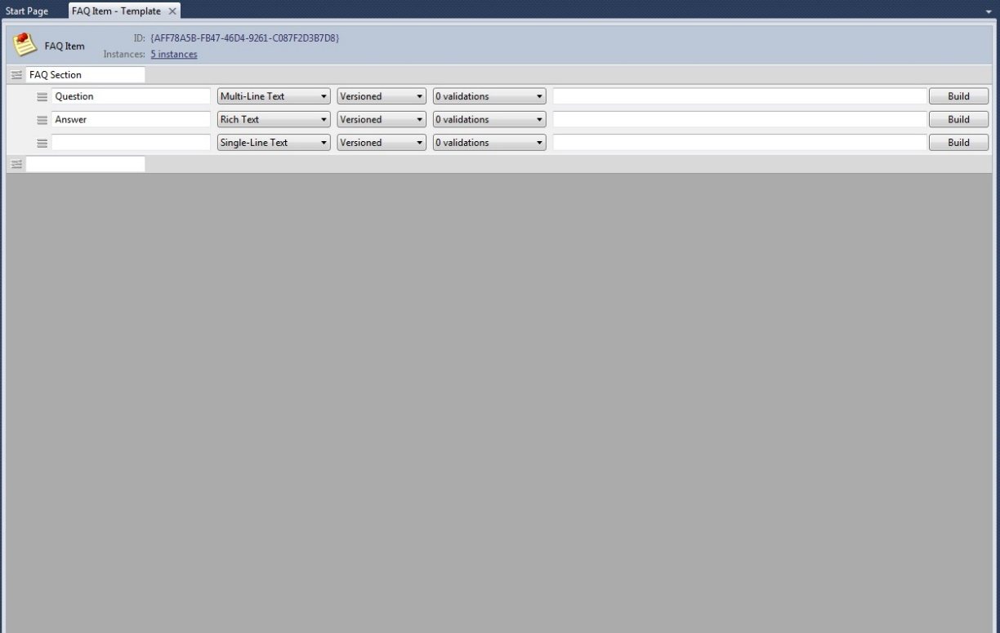 Start Page FAQ Item - Template
ID: {AFF78A5B-FB47-46D4-9261-C087F2D3B7D8}
FAQ Item
Instances: 5 instances
FAQ Section
Question Multi-Line Text Versioned 0 validations Build
Answer Rich Text Versioned 0 validations Build
Single-Line Text Versioned 0 validations Build